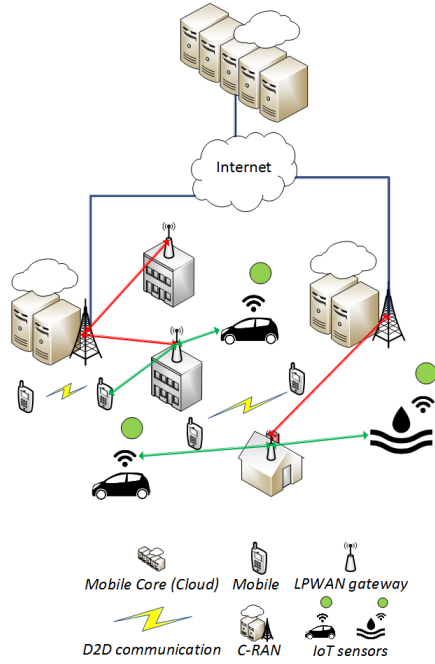 Internet
Mobile Core (Cloud) Mobile LPWAN gateway
D2D communication C-RAN IoT sensors